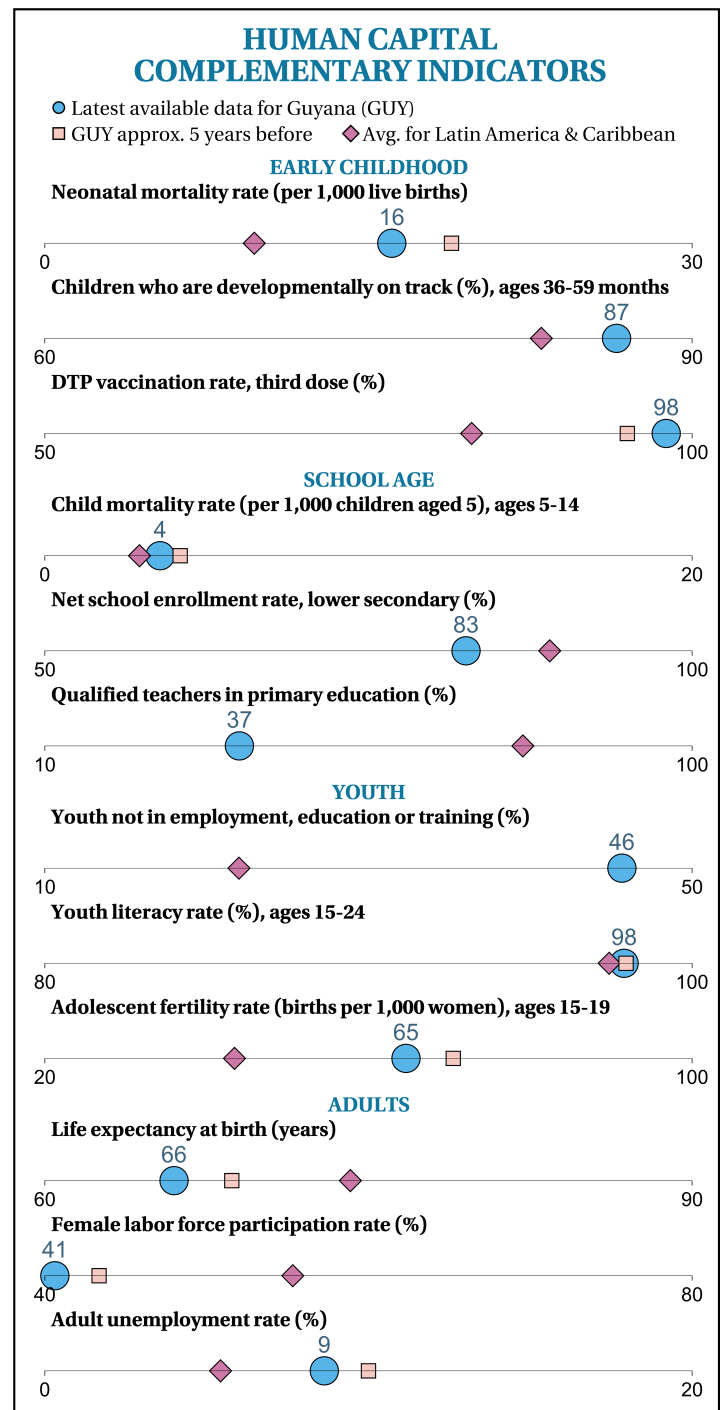 HUMAN CAPITAL
COMPLEMENTARY INDICATORS
Latest available data for Guyana (GUY)
GUY approx. 5 years before Avg. for Latin America & Caribbean
EARLY CHILDHOOD
Neonatal mortality rate (per 1,000 live births)
16
0 30
Children who are developmentally on track (%), ages 36-59 months
87
60 90
DTP vaccination rate, third dose (%)
98
50 100
SCHOOL AGE
Child mortality rate (per 1,000 children aged 5), ages 5-14
4
0 20
Net school enrollment rate, lower secondary (%)
83
50 100
Qualified teachers in primary education (%)
37
10 100
YOUTH
Youth not in employment, education or training (%)
46
10 50
Youth literacy rate (%), ages 15-24
98
80 100
Adolescent fertility rate (births per 1,000 women), ages 15-19
65
20 100
ADULTS
Life expectancy at birth (years)
66
60 90
Female labor force participation rate (%)
41
40 80
Adult unemployment rate (%)
9
0 20